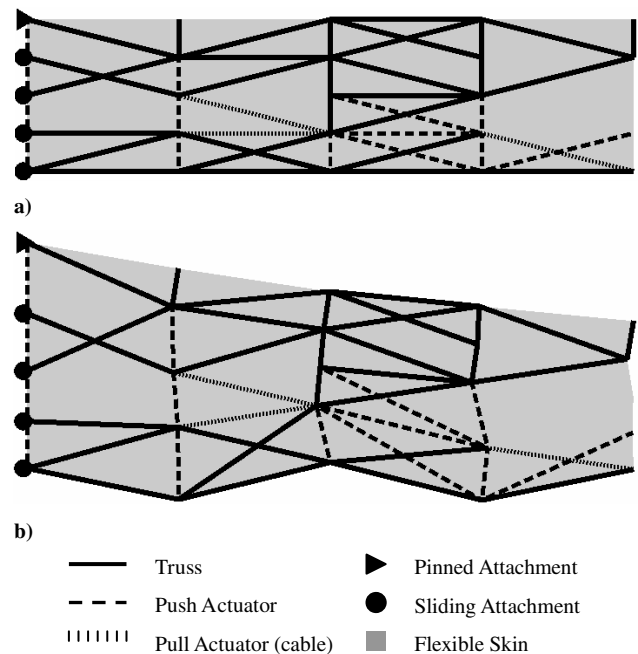 a)
b)
Truss
Pinned Attachment
Push Actuator
Sliding Attachment
Pull Actuator (cable)
Flexible Skin